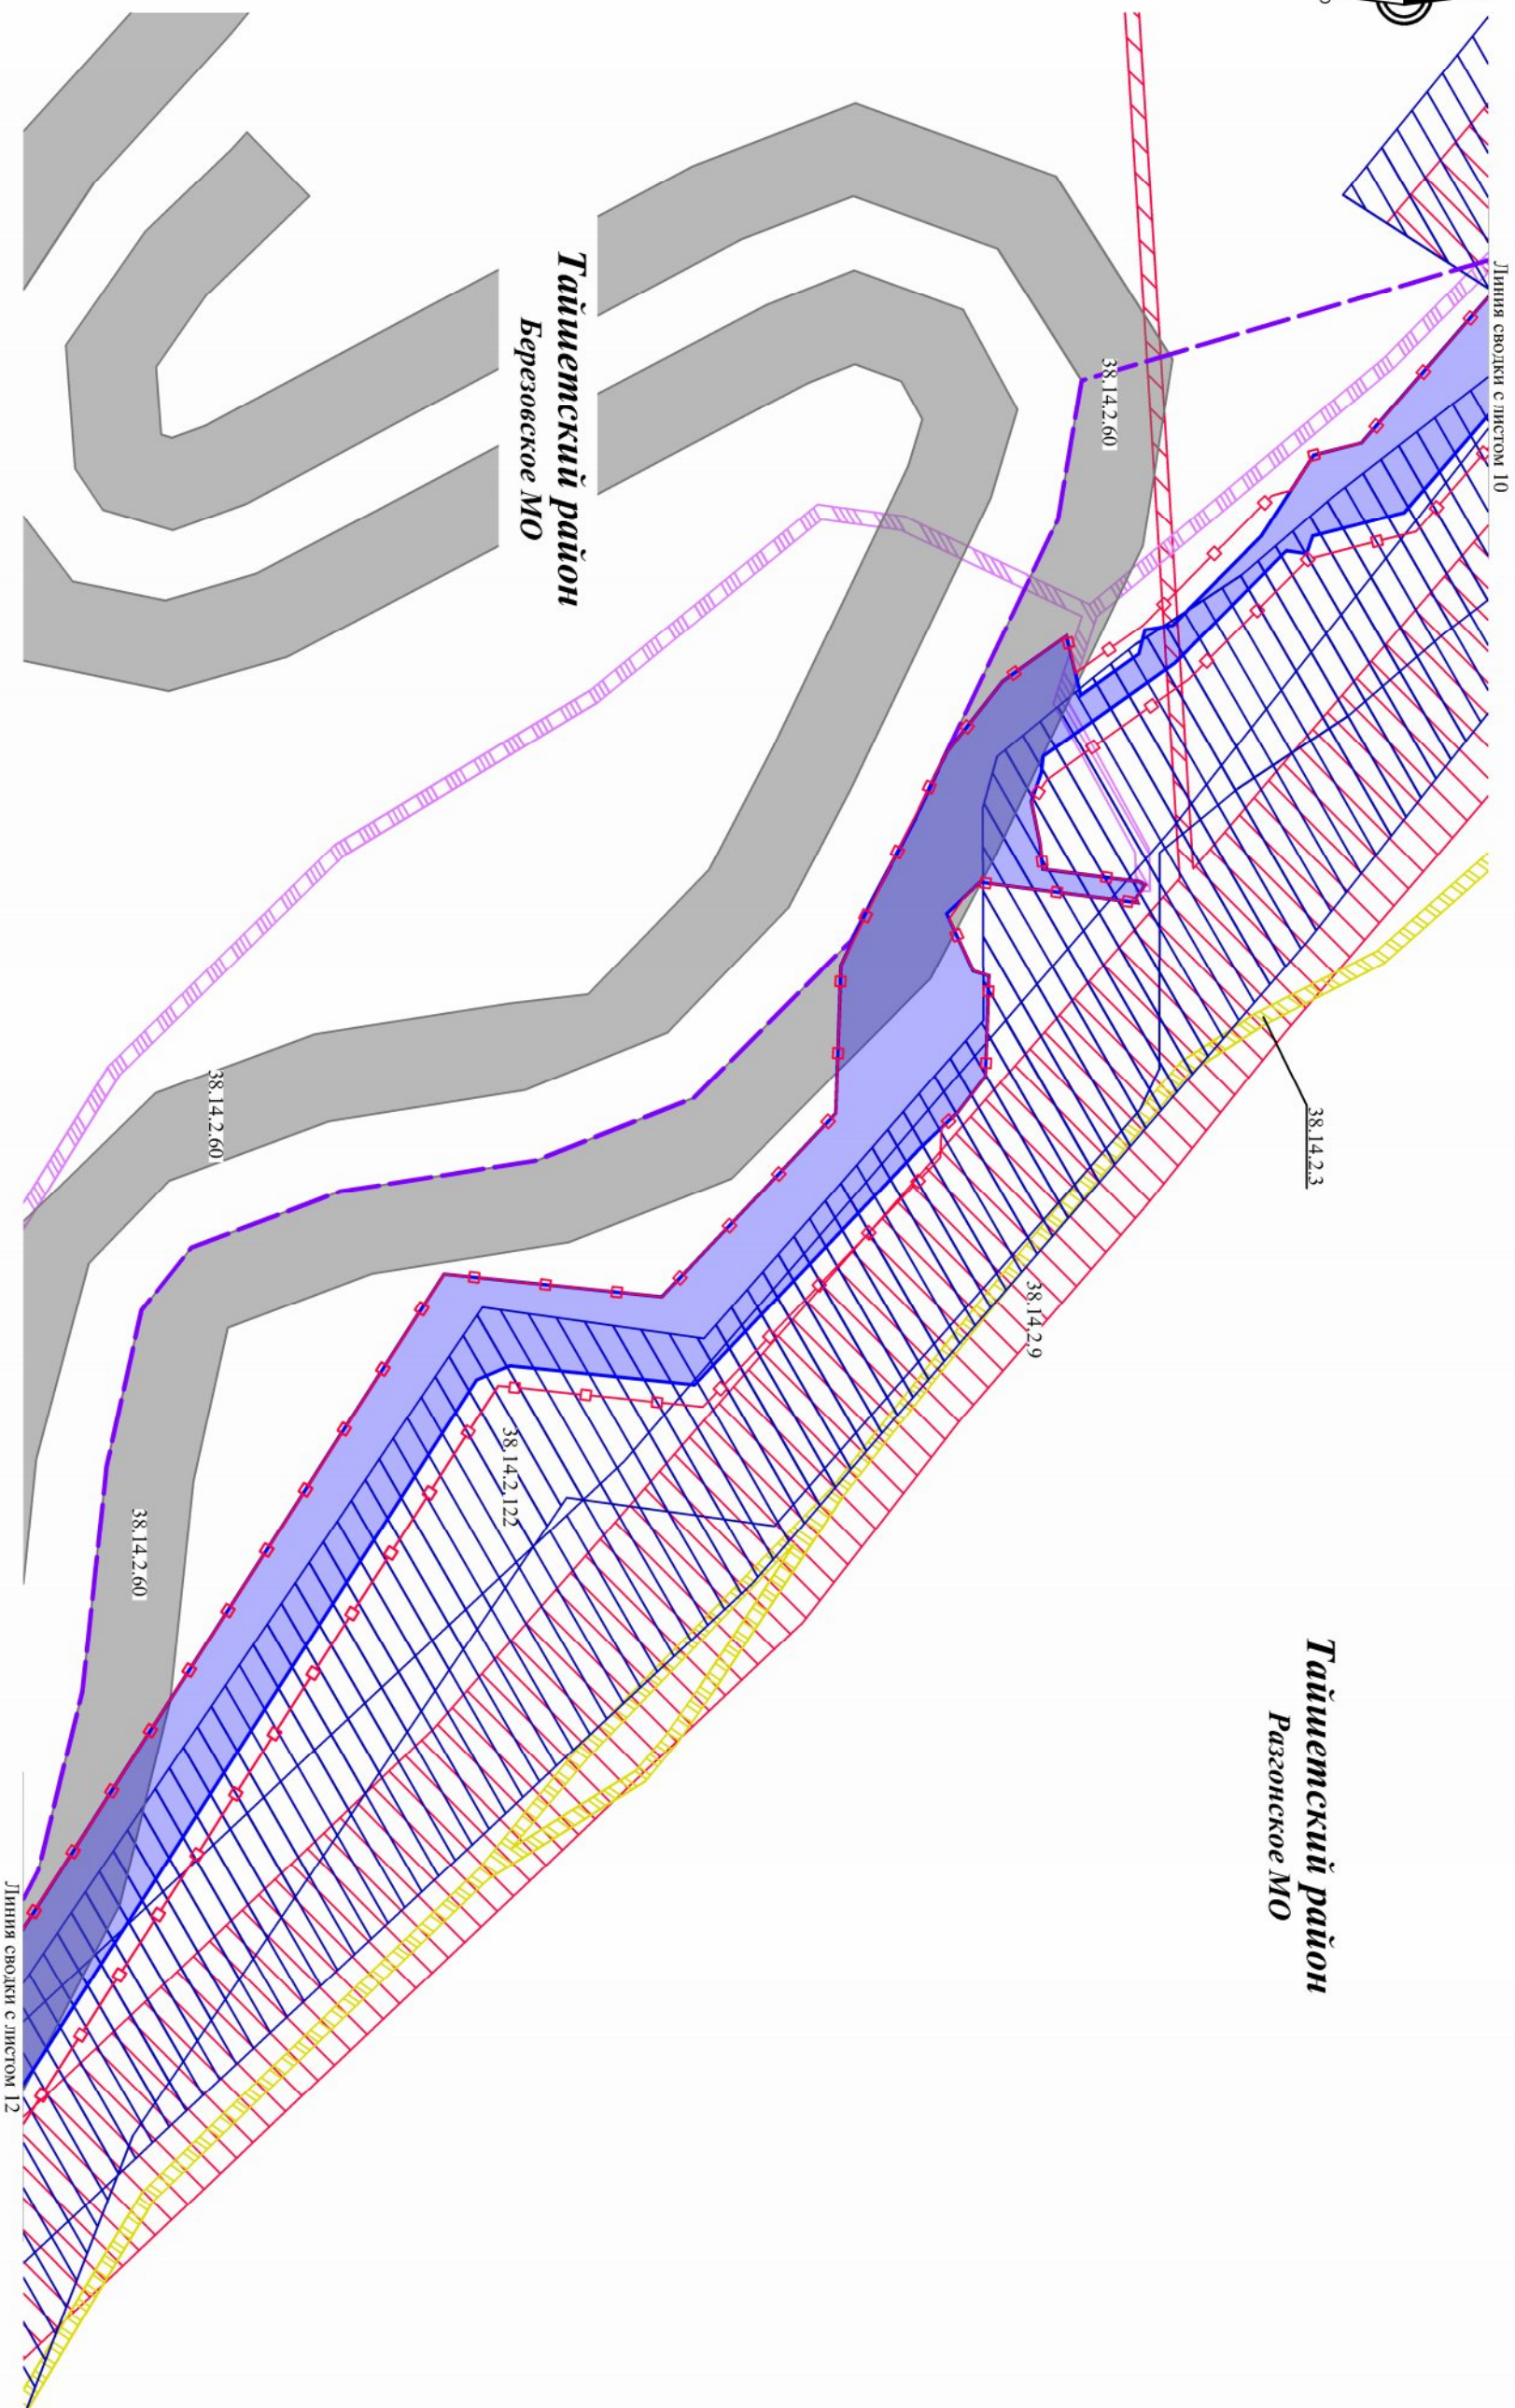 Линия сводки с листом 10
38.14.2.60
Тайшетский район
Березовское МО
38.14.2.3
38.14.2.9
38.14.2.60
38.14.2.122
38.14.2.60
Тайшетский район
Разгонское МО
Линия сводки с листом 12